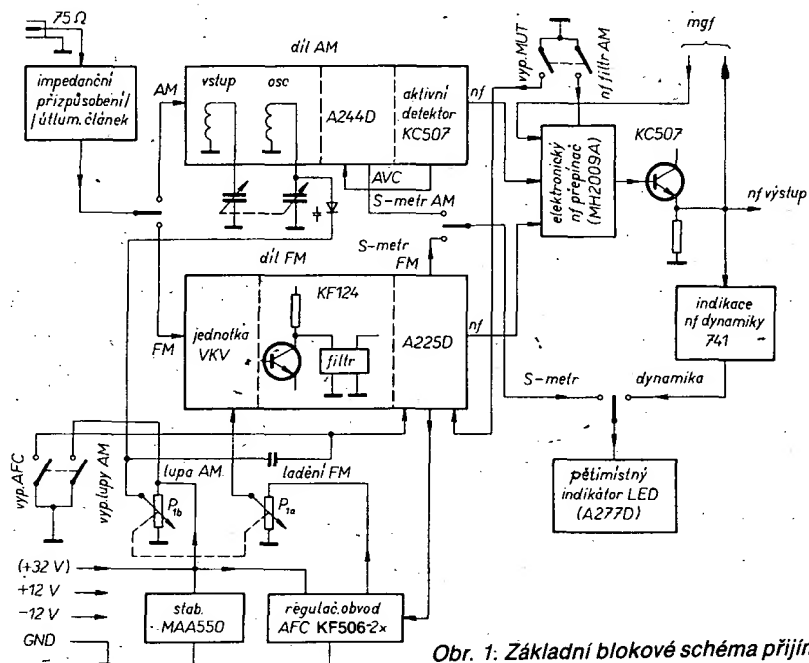 75 Ω
impedanční
přizpůsobení/
/útlum. článek
AM
FM
díl AM
vstup
osc
A244D
aktivní
detektor
KC507
AVC
S-metr AM
nf
díl FM
S-metr
FM
jednotka
VKV
KF124
filtr
A225D
nf
vyp. MUT
nf filtr AM
mgf
elektronický
nf přepínač
(MH2009A)
KC507
nf výstup
indikace
nf dynamiky
741
S-metr
dynamika
pětimístný
indikátor LED
(A277D)
vyp. AFC
vyp. lupy AM
lupa AM
P1b
ladění FM
P1a
(+32 V)
+12 V
-12 V
GND
stab.
MAA550
regulač. obvod
AFC KF506-2x
Obr. 1. Základní blokové schéma přijím